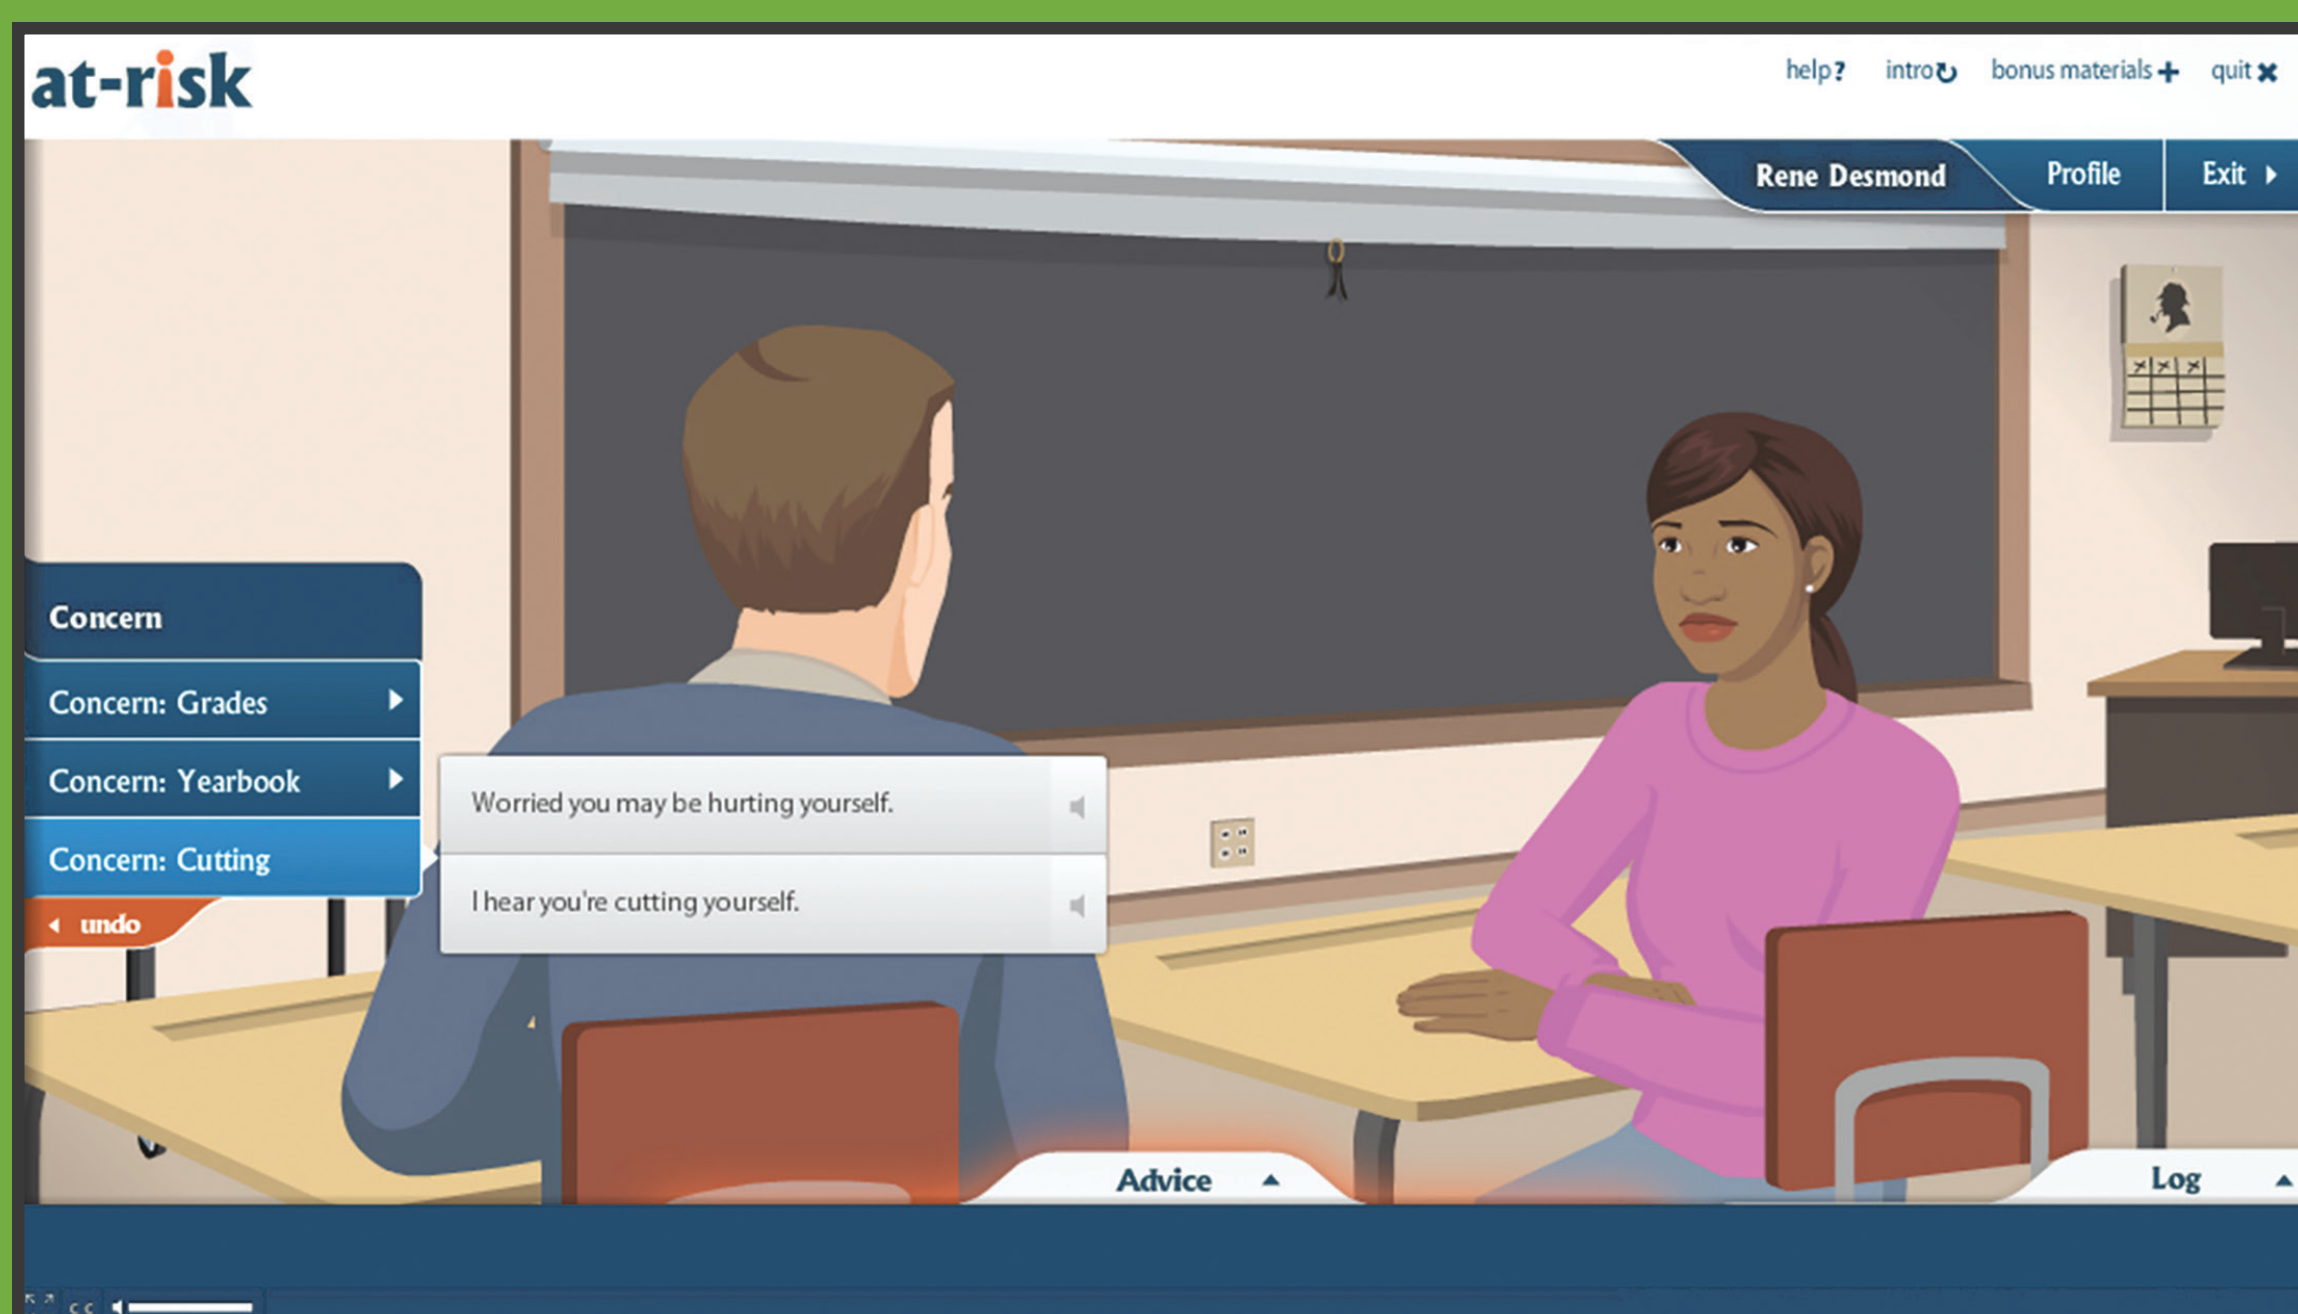 at-risk
help? intro bonus materials + quit x
Rene Desmond Profile Exit
X X X
Concern
Concern: Grades
Concern: Yearbook
Concern: Cutting
Worried you may be hurting yourself.
I hear you're cutting yourself.
undo
Advice
Log
cc